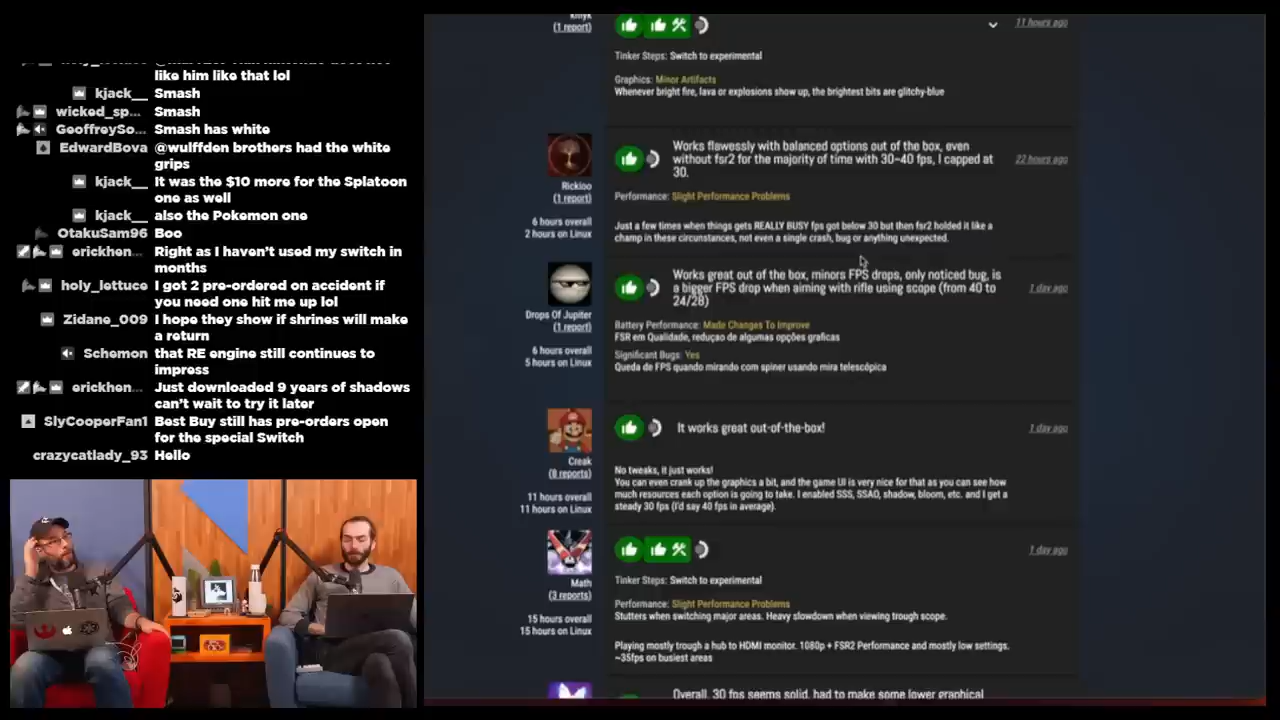 like him like that lol
kjack__ Smash
wicked_sp... Smash
GeoffreySo... Smash has white
EdwardBova @wulffden brothers had the white
grips
kjack__ It was the $10 more for the Splatoon
one as well
kjack__ also the Pokemon one
OtakuSam96 Boo
erickhen... Right as I haven't used my switch in
months
holy_lettuce I got 2 pre-ordered on accident if
you need one hit me up lol
Zidane_009 I hope they show if shrines will make
a return
Schemon that RE engine still continues to
impress
erickhen... Just downloaded 9 years of shadows
can't wait to try it later
SlyCooperFan1 Best Buy still has pre-orders open
for the special Switch
crazycatlady_93 Hello
(1 report)
11 hours ago
Tinker Steps: Switch to experimental
Graphics: Minor Artifacts
Whenever bright fire, lava or explosions show up, the brightest bits are glitchy-blue
Rickioo
(1 report)
6 hours overall
2 hours on Linux
Works flawessly with balanced options out of the box, even
without fsr2 for the majority of time with 30-40 fps, I capped at
30.
22 hours ago
Performance: Slight Performance Problems
Just a few times when things gets REALLY BUSY fps got below 30 but then fsr2 holded it like a
champ in these circumstances, not even a single crash, bug or anything unexpected.
Drops Of Jupiter
(1 report)
6 hours overall
5 hours on Linux
Works great out of the box, minors FPS drops, only noticed bug, is
a bigger FPS drop when aiming with rifle using scope (from 40 to
24/28)
1 day ago
Battery Performance: Made Changes To Improve
FSR em Qualidade, reduçao de algumas opções graficas
Significant Bugs: Yes
Queda de FPS quando mirando com spiner usando mira telescópica
Creak
(8 reports)
11 hours overall
11 hours on Linux
It works great out-of-the-box!
1 day ago
No tweaks, it just works!
You can even crank up the graphics a bit, and the game UI is very nice for that as you can see how
much resources each option is going to take. I enabled SSS, SSAO, shadow, bloom, etc. and I get a
steady 30 fps (I'd say 40 fps in average).
Math
(3 reports)
15 hours overall
15 hours on Linux
1 day ago
Tinker Steps: Switch to experimental
Performance: Slight Performance Problems
Stutters when switching major areas. Heavy slowdown when viewing trough scope.
Playing mostly trough a hub to HDMI monitor. 1080p + FSR2 Performance and mostly low settings.
~35fps on busiest areas
Overall, 30 fps seems solid, had to make some lower graphical